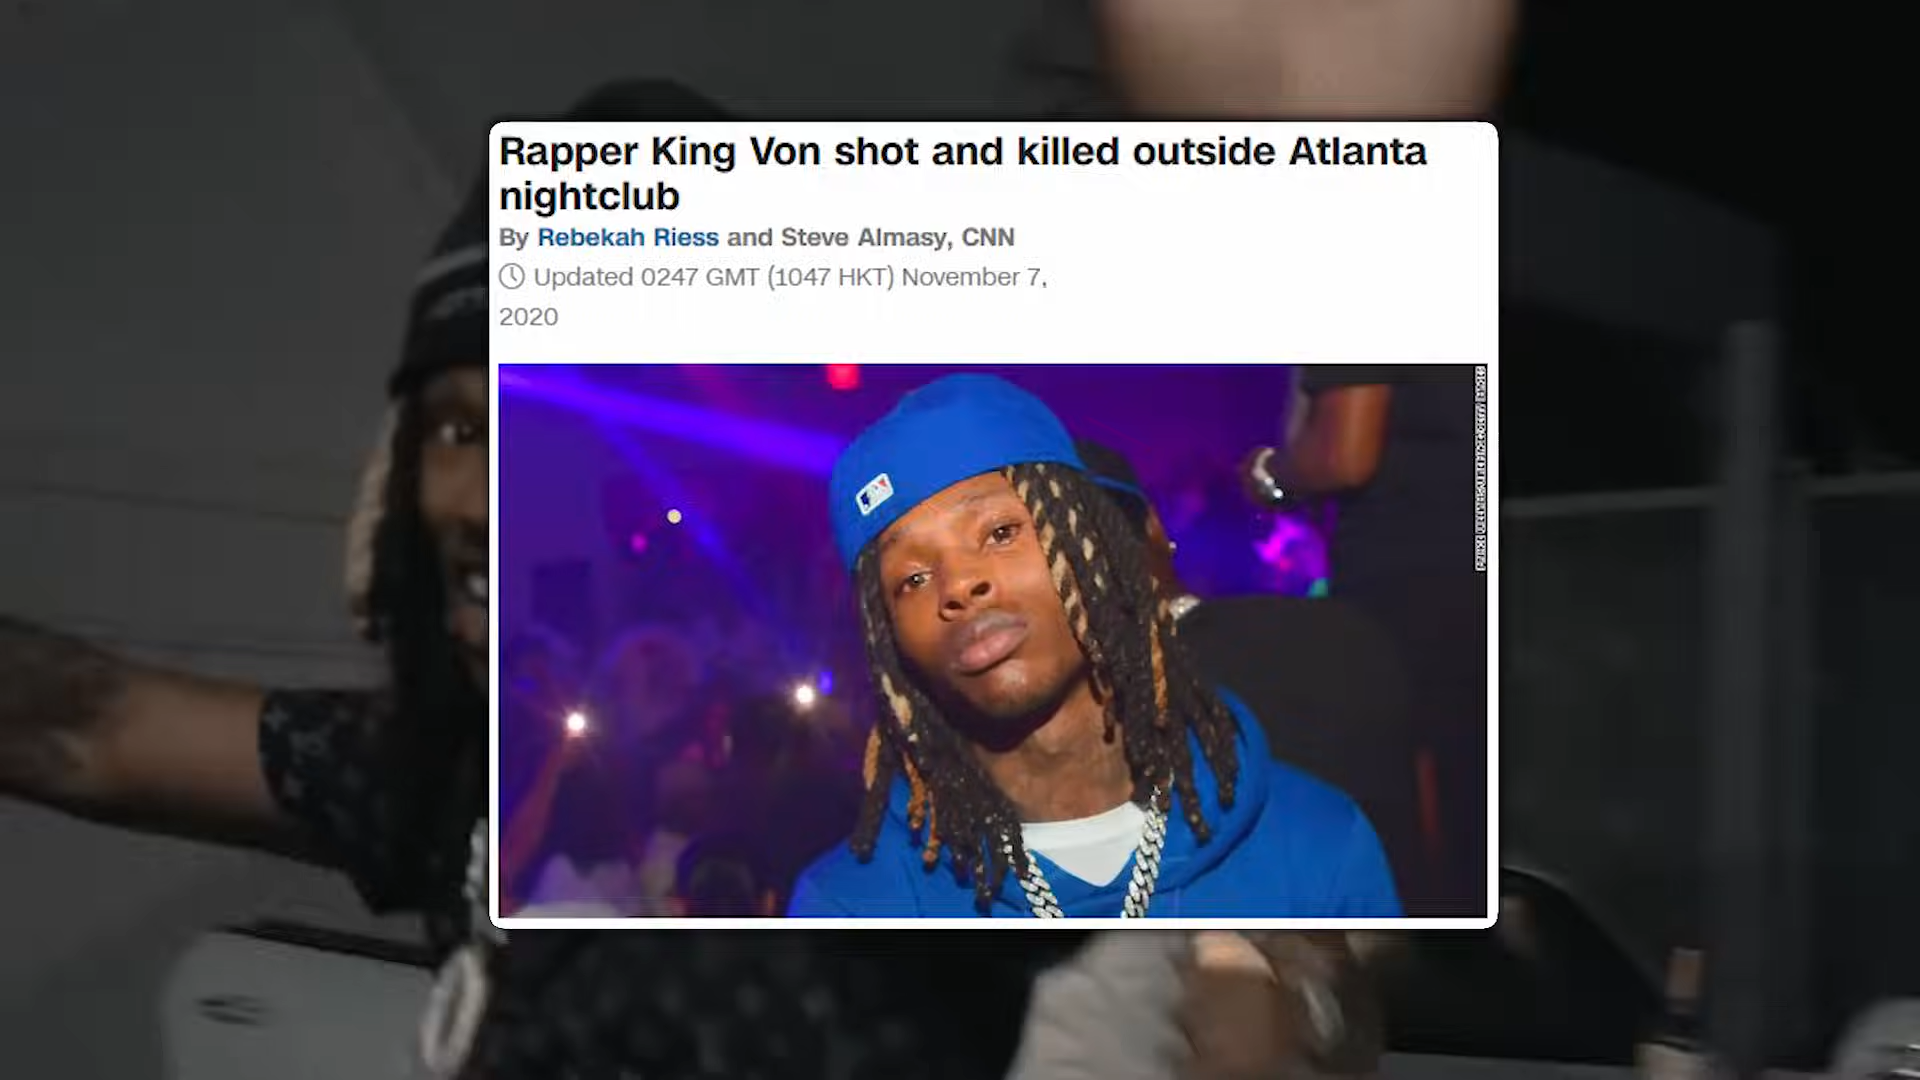 Rapper King Von shot and killed outside Atlanta
nightclub
By Rebekah Riess and Steve Almasy, CNN
Updated 0247 GMT (1047 HKT) November 7,
2020